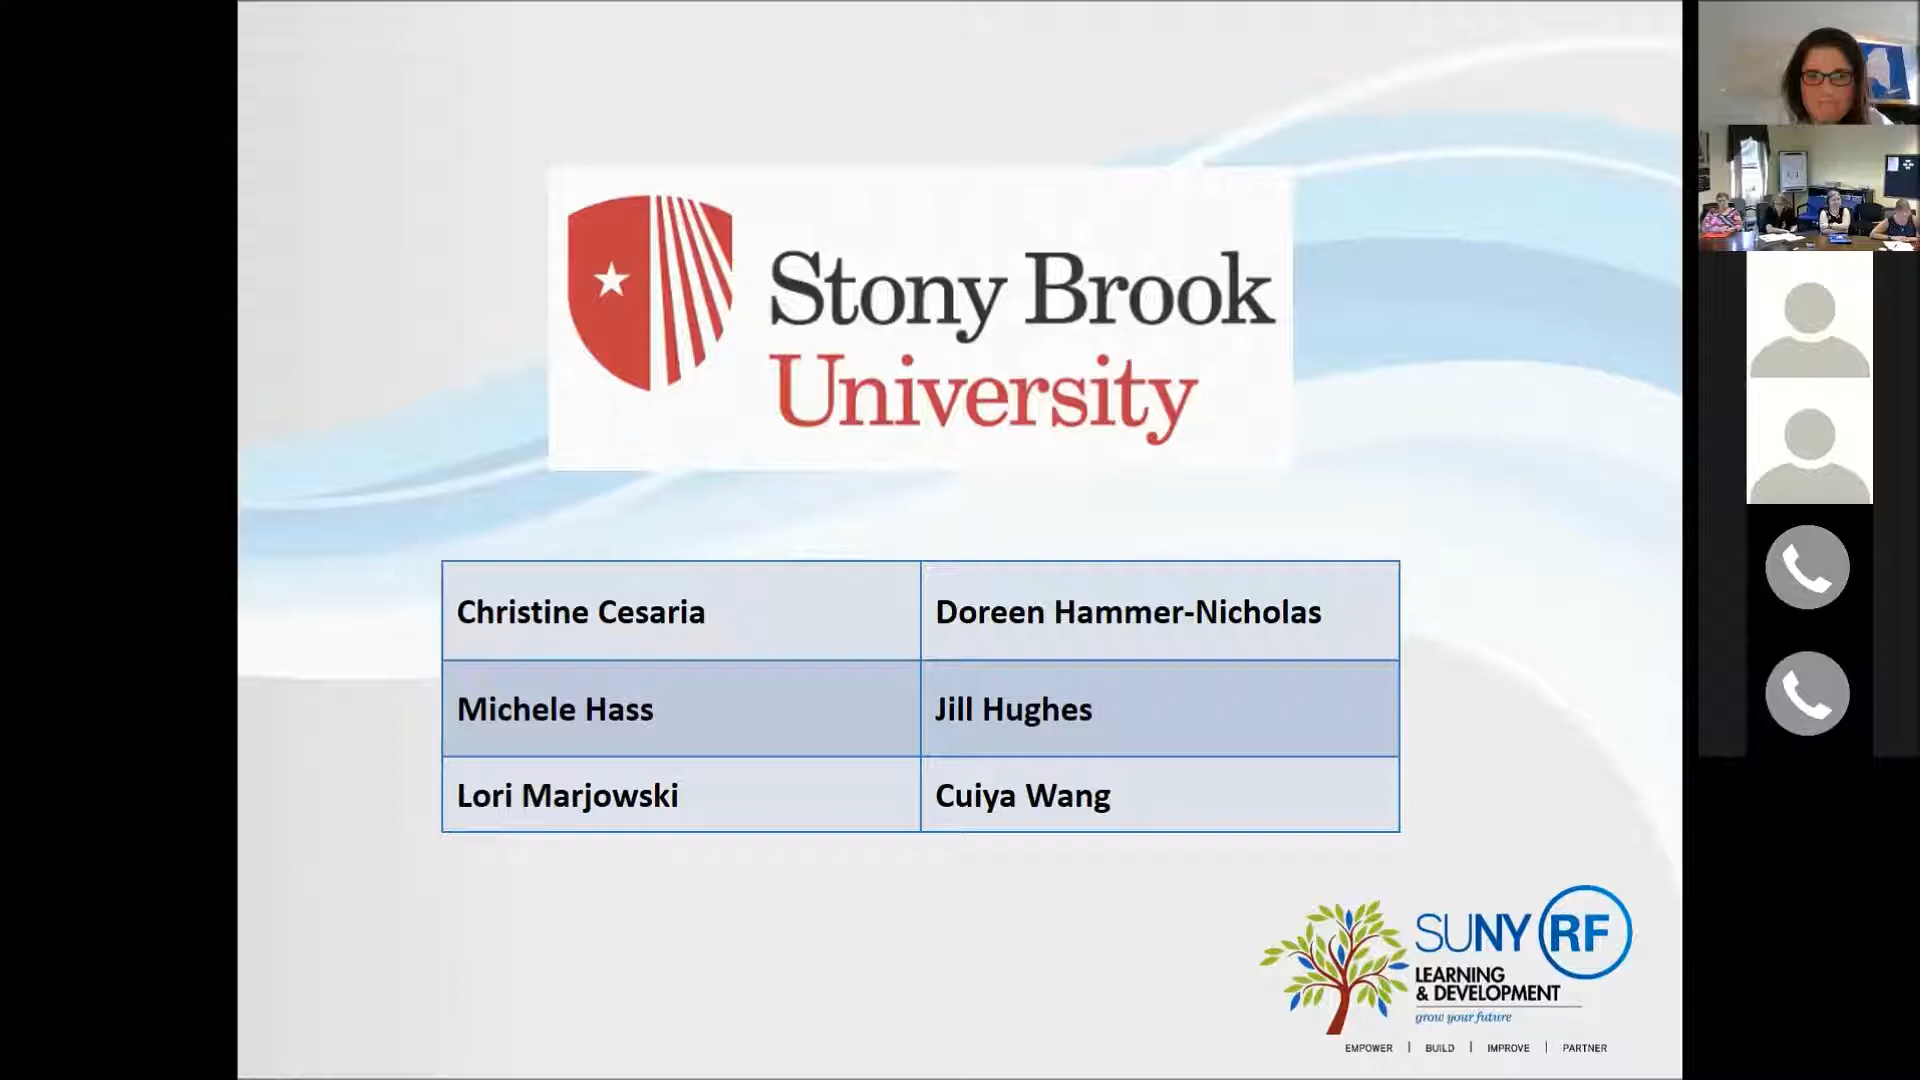 Stony Brook
University
Christine Cesaria
Doreen Hammer-Nicholas
Michele Hass
Jill Hughes
Lori Marjowski
Cuiya Wang
SUNY RF
LEARNING
& DEVELOPMENT
grow your future
EMPOWER | BUILD | IMPROVE | PARTNER